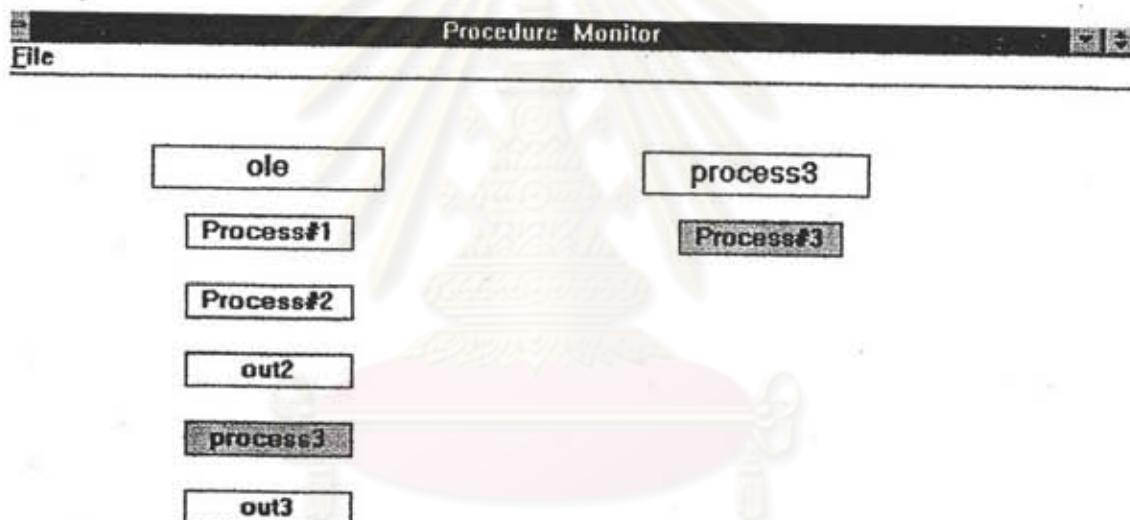 Procedure Monitor
File
ole
process3
Process#1
Process#3
Process#2
out2
process3
out3